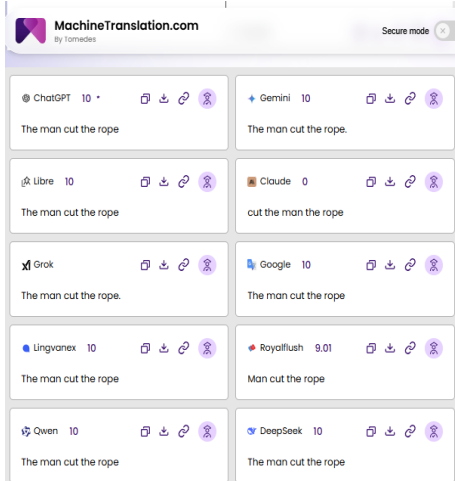 MachineTranslation.com
By Tomedes
Secure mode
ChatGPT 10
The man cut the rope
Gemini 10
The man cut the rope.
Libre 10
The man cut the rope
Claude 0
cut the man the rope
Grok
The man cut the rope.
Google 10
The man cut the rope
Lingvanex 10
The man cut the rope
Royalflush 9.01
Man cut the rope
Qwen 10
The man cut the rope
DeepSeek 10
The man cut the rope